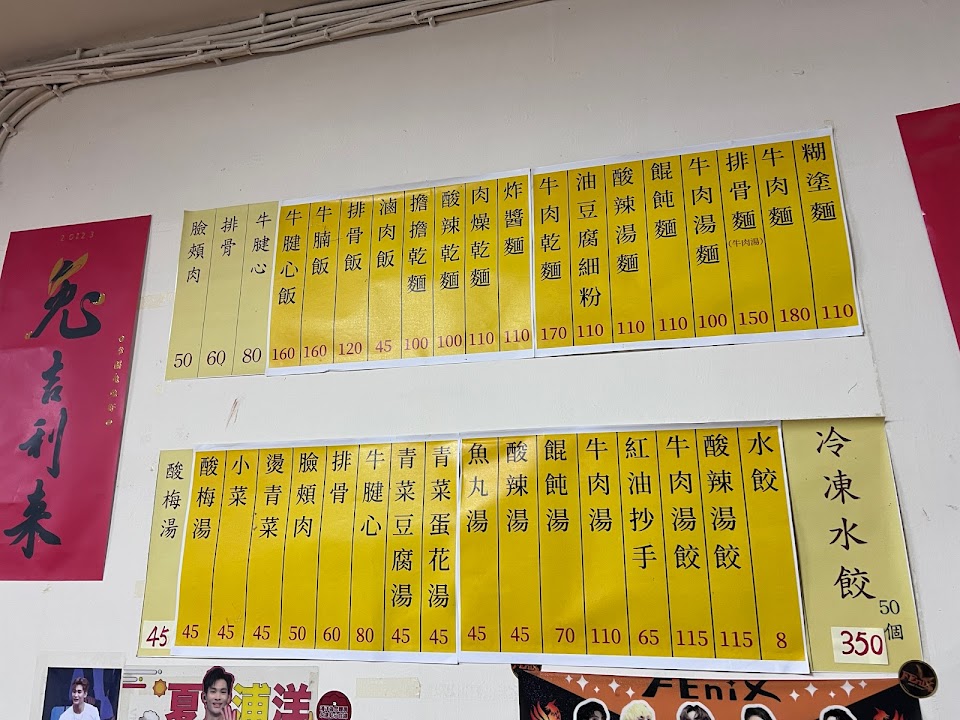 糊塗麵 110
牛肉麵 180
排骨麵 (牛肉湯) 150
牛肉湯麵 100
餛飩麵 110
酸辣湯麵 110
油豆腐細粉 110
牛肉乾麵 170
炸醬麵 110
肉燥乾麵 110
酸辣乾麵 100
擔擔乾麵 100
滷肉飯 45
排骨飯 120
牛腩飯 160
牛腱心飯 160
牛腱心 80
排骨 60
臉頰肉 50
2023
兔吉利来
冷凍水餃 50個 350
水餃 8
酸辣湯餃 115
牛肉湯餃 115
紅油抄手 65
牛肉湯 110
餛飩湯 70
酸辣湯 45
魚丸湯 45
青菜蛋花湯 45
青菜豆腐湯 45
牛腱心 80
排骨 60
臉頰肉 50
燙青菜 45
小菜 45
酸梅湯 45
酸梅湯 45
夏浦洋
FEniX